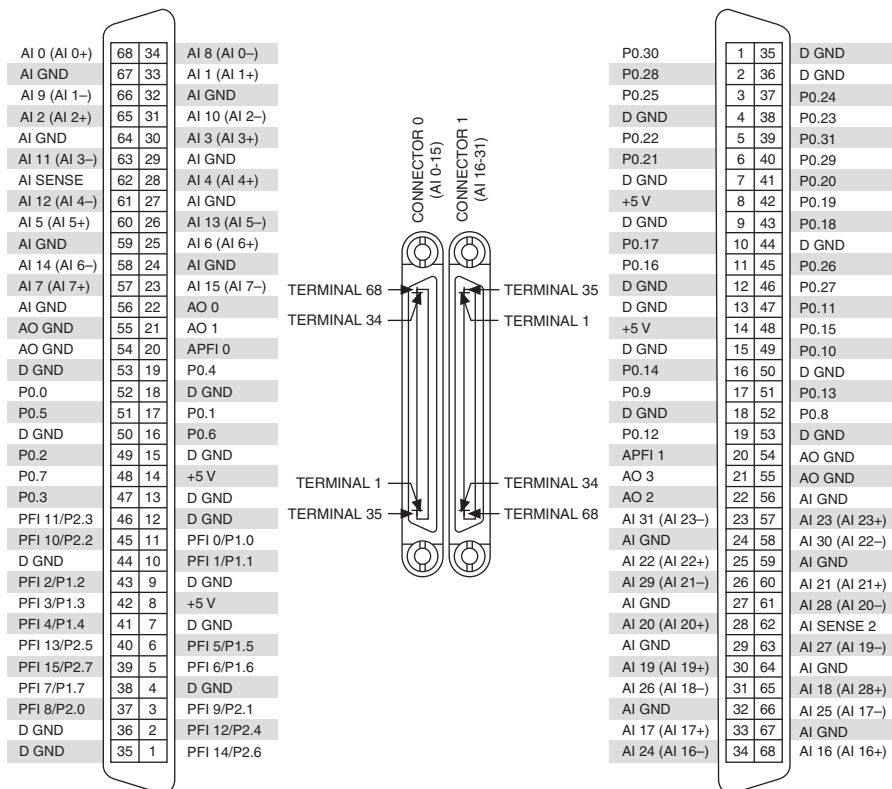 AI 0 (AI 0+) 68 34 AI 8 (AI 0–)
AI GND 67 33 AI 1 (AI 1+)
AI 9 (AI 1–) 66 32 AI GND
AI 2 (AI 2+) 65 31 AI 10 (AI 2–)
AI GND 64 30 AI 3 (AI 3+)
AI 11 (AI 3–) 63 29 AI GND
AI SENSE 62 28 AI 4 (AI 4+)
AI 12 (AI 4–) 61 27 AI GND
AI 5 (AI 5+) 60 26 AI 13 (AI 5–)
AI GND 59 25 AI 6 (AI 6+)
AI 14 (AI 6–) 58 24 AI GND
AI 7 (AI 7+) 57 23 AI 15 (AI 7–)
AI GND 56 22 AO 0
AO GND 55 21 AO 1
AO GND 54 20 APFI 0
D GND 53 19 P0.4
P0.0 52 18 D GND
P0.5 51 17 P0.1
D GND 50 16 P0.6
P0.2 49 15 D GND
P0.7 48 14 +5 V
P0.3 47 13 D GND
PFI 11/P2.3 46 12 D GND
PFI 10/P2.2 45 11 PFI 0/P1.0
D GND 44 10 PFI 1/P1.1
PFI 2/P1.2 43 9 D GND
PFI 3/P1.3 42 8 +5 V
PFI 4/P1.4 41 7 D GND
PFI 13/P2.5 40 6 PFI 5/P1.5
PFI 15/P2.7 39 5 PFI 6/P1.6
PFI 7/P1.7 38 4 D GND
PFI 8/P2.0 37 3 PFI 9/P2.1
D GND 36 2 PFI 12/P2.4
D GND 35 1 PFI 14/P2.6
CONNECTOR 0
(AI 0-15)
CONNECTOR 1
(AI 16-31)
TERMINAL 68
TERMINAL 34
TERMINAL 35
TERMINAL 1
TERMINAL 1
TERMINAL 35
TERMINAL 34
TERMINAL 68
P0.30 1 35 D GND
P0.28 2 36 D GND
P0.25 3 37 P0.24
D GND 4 38 P0.23
P0.22 5 39 P0.31
P0.21 6 40 P0.29
D GND 7 41 P0.20
+5 V 8 42 P0.19
D GND 9 43 P0.18
P0.17 10 44 D GND
P0.16 11 45 P0.26
D GND 12 46 P0.27
D GND 13 47 P0.11
+5 V 14 48 P0.15
D GND 15 49 P0.10
P0.14 16 50 D GND
P0.9 17 51 P0.13
D GND 18 52 P0.8
P0.12 19 53 D GND
APFI 1 20 54 AO GND
AO 3 21 55 AO GND
AO 2 22 56 AI GND
AI 31 (AI 23–) 23 57 AI 23 (AI 23+)
AI GND 24 58 AI 30 (AI 22–)
AI 22 (AI 22+) 25 59 AI GND
AI 29 (AI 21–) 26 60 AI 21 (AI 21+)
AI GND 27 61 AI 28 (AI 20–)
AI 20 (AI 20+) 28 62 AI SENSE 2
AI GND 29 63 AI 27 (AI 19–)
AI 19 (AI 19+) 30 64 AI GND
AI 26 (AI 18–) 31 65 AI 18 (AI 28+)
AI GND 32 66 AI 25 (AI 17–)
AI 17 (AI 17+) 33 67 AI GND
AI 24 (AI 16–) 34 68 AI 16 (AI 16+)